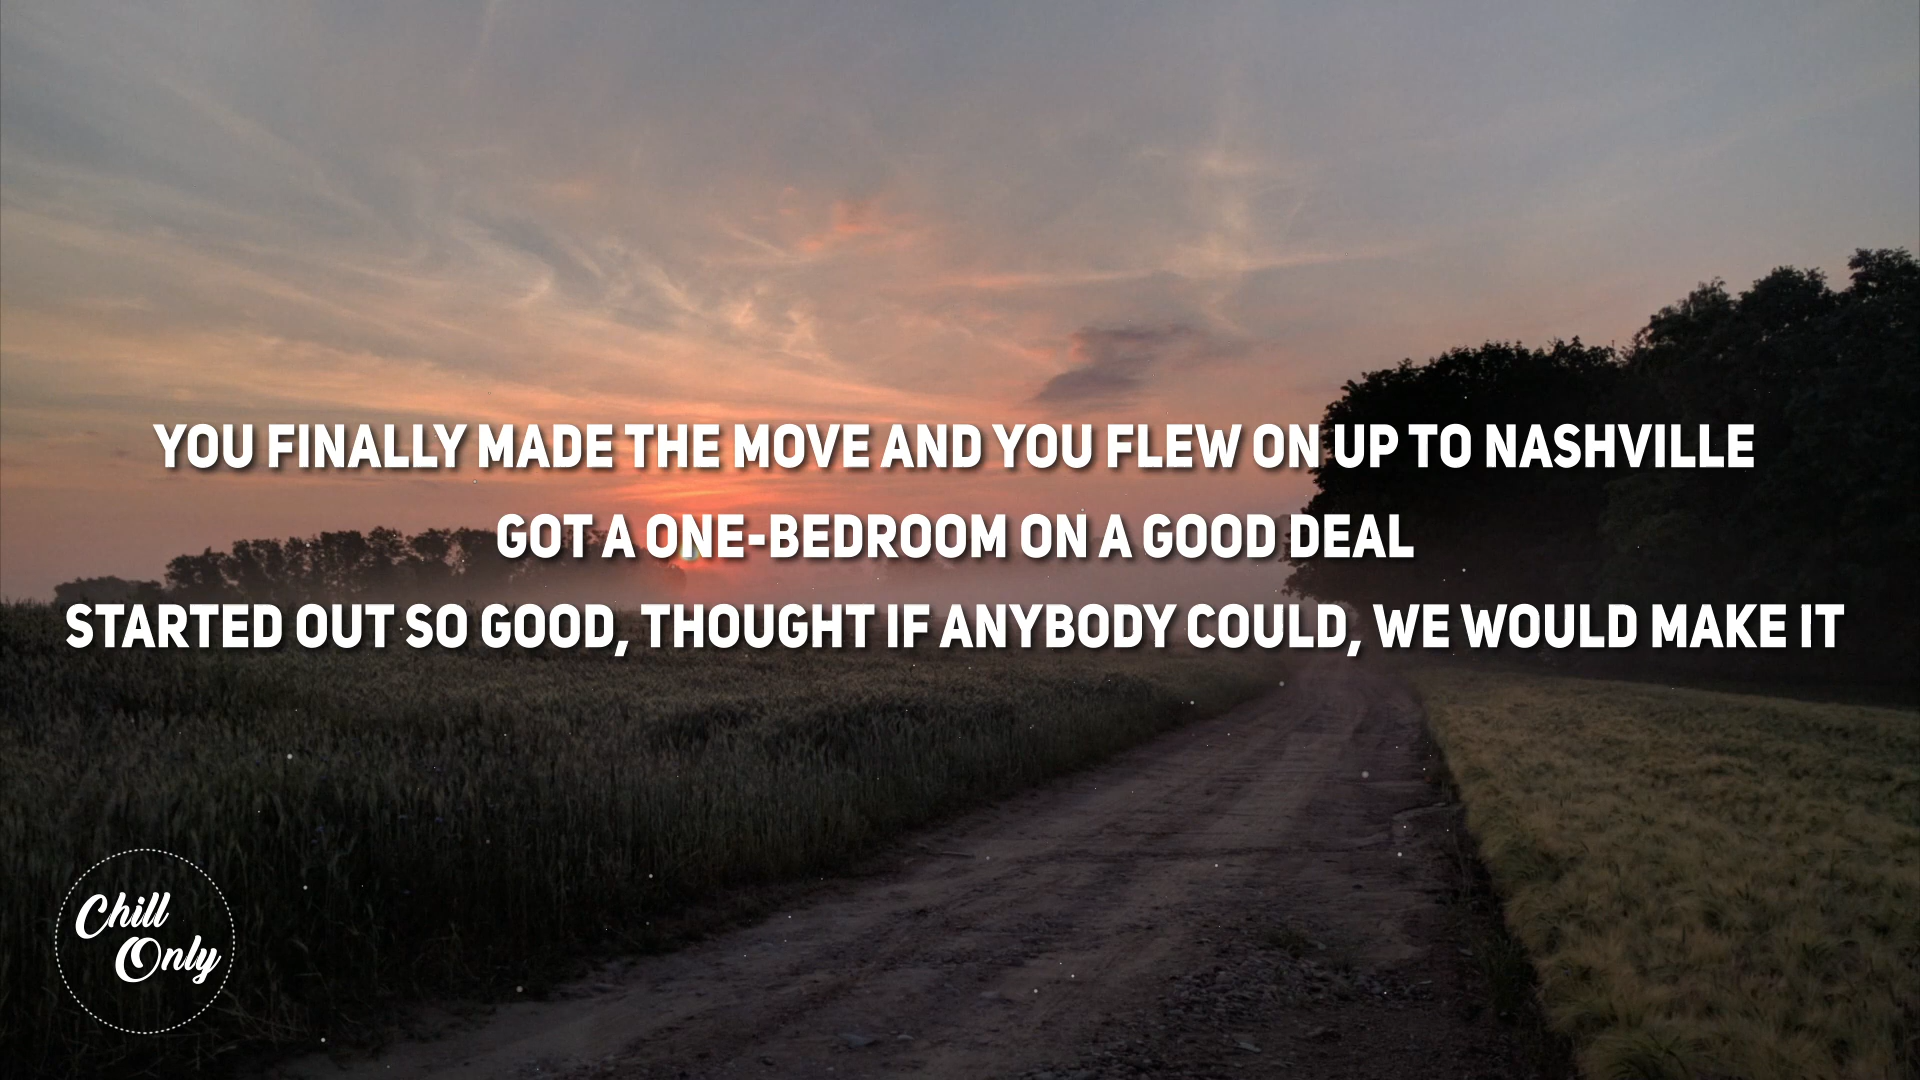 YOU FINALLY MADE THE MOVE AND YOU FLEW ON UP TO NASHVILLE
GOT A ONE-BEDROOM ON A GOOD DEAL
STARTED OUT SO GOOD, THOUGHT IF ANYBODY COULD, WE WOULD MAKE IT
Chill
Only